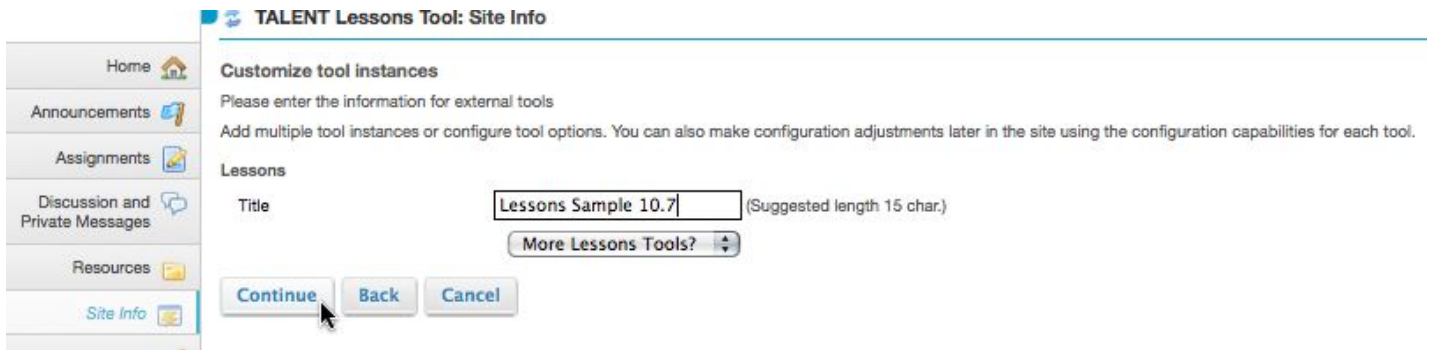 TALENT Lessons Tool: Site Info
Home
Announcements
Assignments
Discussion and
Private Messages
Resources
Site Info
Customize tool instances
Please enter the information for external tools
Add multiple tool instances or configure tool options. You can also make configuration adjustments later in the site using the configuration capabilities for each tool.
Lessons
Title Lessons Sample 10.7 (Suggested length 15 char.)
More Lessons Tools?
Continue Back Cancel